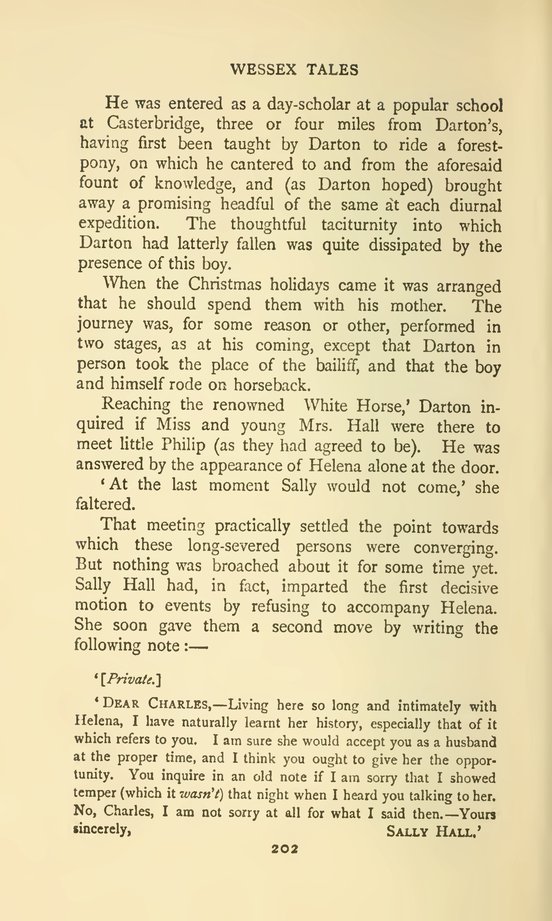 WESSEX TALES
He was entered as a day-scholar at a popular school
at Casterbridge, three or four miles from Darton's,
having first been taught by Darton to ride a forest-
pony, on which he cantered to and from the aforesaid
fount of knowledge, and (as Darton hoped) brought
away a promising headful of the same at each diurnal
expedition. The thoughtful taciturnity into which
Darton had latterly fallen was quite dissipated by the
presence of this boy.
When the Christmas holidays came it was arranged
that he should spend them with his mother. The
journey was, for some reason or other, performed in
two stages, as at his coming, except that Darton in
person took the place of the bailiff, and that the boy
and himself rode on horseback.
Reaching the renowned White Horse,' Darton in-
quired if Miss and young Mrs. Hall were there to
meet little Philip (as they had agreed to be). He was
answered by the appearance of Helena alone at the door.
'At the last moment Sally would not come,' she
faltered.
That meeting practically settled the point towards
which these long-severed persons were converging.
But nothing was broached about it for some time yet.
Sally Hall had, in fact, imparted the first decisive
motion to events by refusing to accompany Helena.
She soon gave them a second move by writing the
following note :—
'[Private.]
'DEAR CHARLES,—Living here so long and intimately with
Helena, I have naturally learnt her history, especially that of it
which refers to you. I am sure she would accept you as a husband
at the proper time, and I think you ought to give her the oppor-
tunity. You inquire in an old note if I am sorry that I showed
temper (which it wasn't) that night when I heard you talking to her.
No, Charles, I am not sorry at all for what I said then.—Yours
sincerely, SALLY HALL.'
202